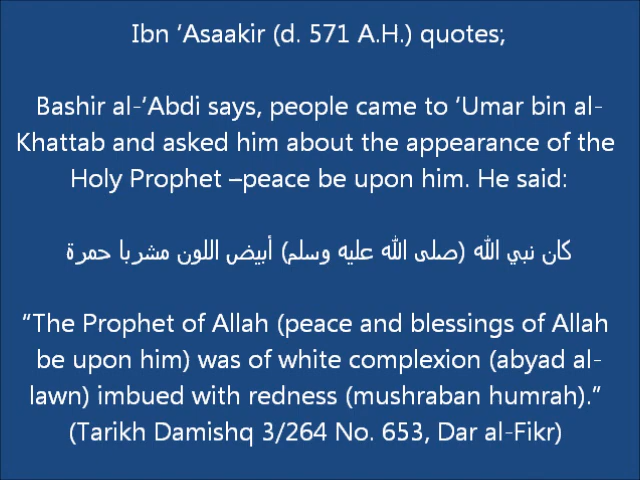 Ibn ‘Asaakir (d. 571 A.H.) quotes;
Bashir al-‘Abdi says, people came to ‘Umar bin al-
Khattab and asked him about the appearance of the
Holy Prophet –peace be upon him. He said:
كان نبي الله (صلى الله عليه وسلم) أبيض اللون مشربا حمرة
“The Prophet of Allah (peace and blessings of Allah
be upon him) was of white complexion (abyad al-
lawn) imbued with redness (mushraban humrah).”
(Tarikh Damishq 3/264 No. 653, Dar al-Fikr)